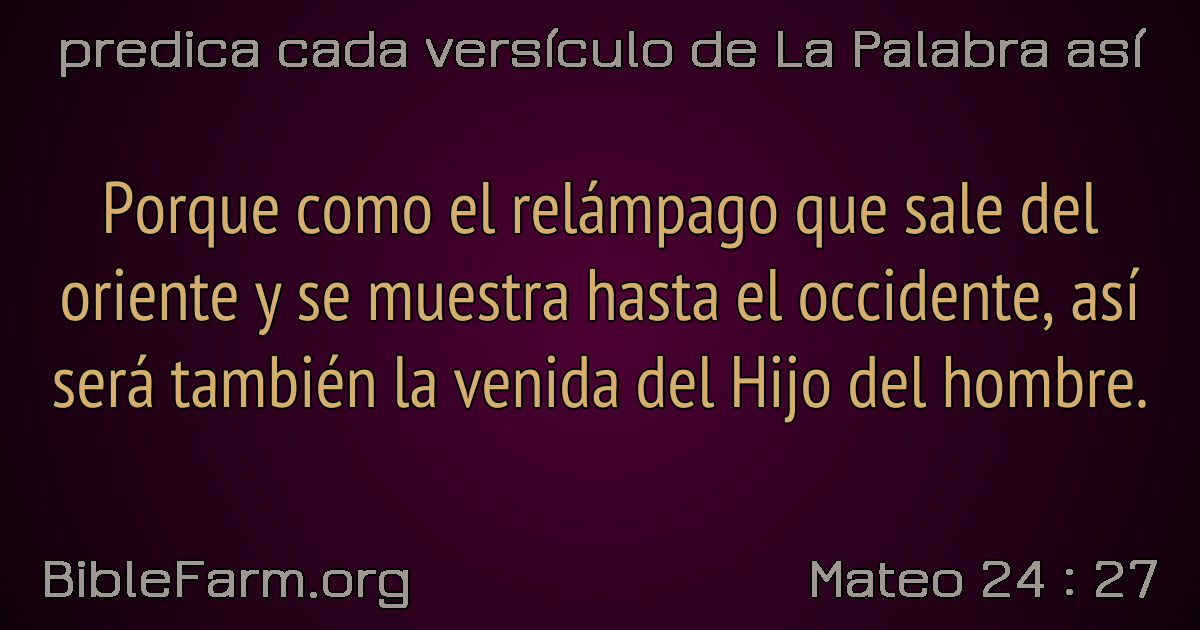 predica cada versículo de La Palabra así
Porque como el relámpago que sale del
oriente y se muestra hasta el occidente, así
será también la venida del Hijo del hombre.
BibleFarm.org
Mateo 24 : 27